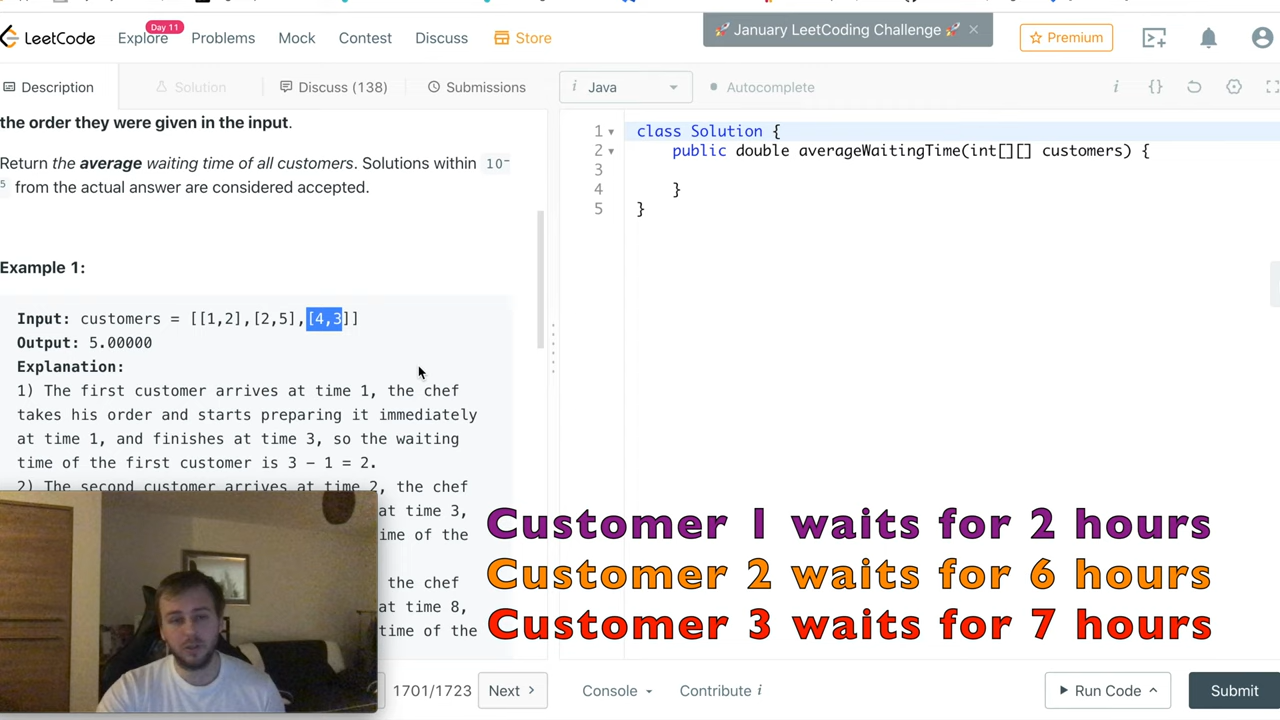 LeetCode
Explore
Day 11
Problems
Mock
Contest
Discuss
Store
🚀 January LeetCoding Challenge 🚀 ×
Premium
Description
Solution
Discuss (138)
Submissions
i Java
Autocomplete
i {}
the order they were given in the input.
Return the average waiting time of all customers. Solutions within 10-
5 from the actual answer are considered accepted.
Example 1:
Input: customers = [[1,2],[2,5],[4,3]]
Output: 5.00000
Explanation:
1) The first customer arrives at time 1, the chef
takes his order and starts preparing it immediately
at time 1, and finishes at time 3, so the waiting
time of the first customer is 3 - 1 = 2.
2) The second customer arrives at time 2, the chef
at time 3,
ime of the
the chef
at time 8,
time of the
1 class Solution {
2 public double averageWaitingTime(int[][] customers) {
3
4 }
5 }
Customer 1 waits for 2 hours
Customer 2 waits for 6 hours
Customer 3 waits for 7 hours
1701/1723
Next
Console
Contribute i
Run Code
Submit